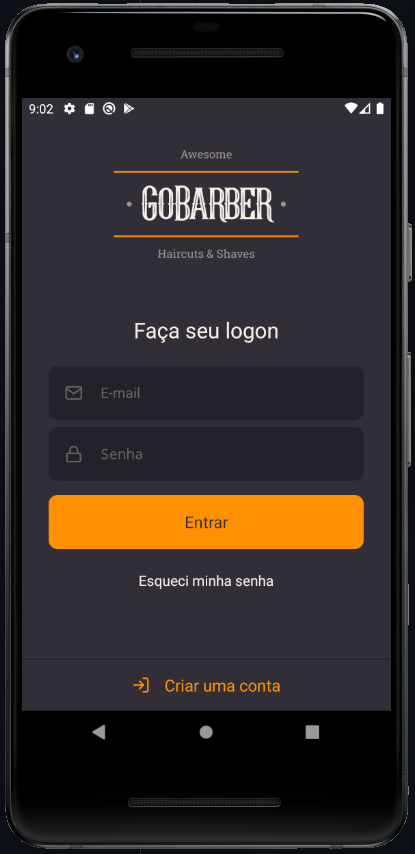 9:02
Awesome
GOBARBER
Haircuts & Shaves
Faça seu logon
E-mail
Senha
Entrar
Esqueci minha senha
Criar uma conta